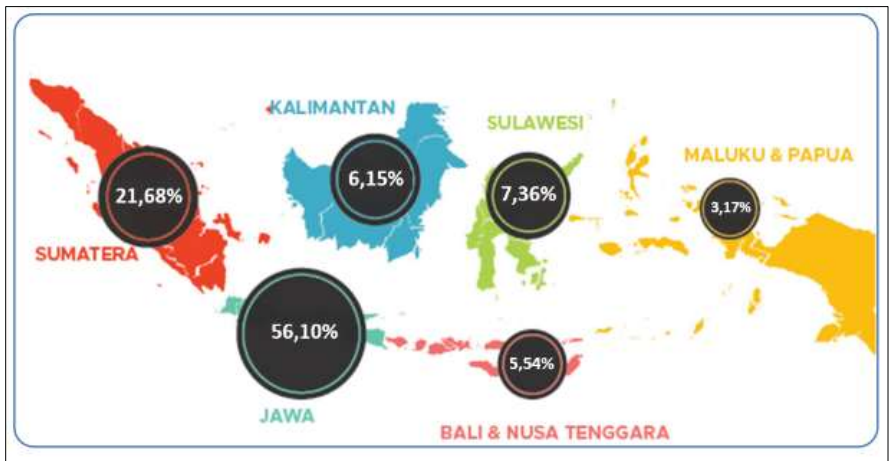 KALIMANTAN
SULAWESI
MALUKU & PAPUA
21,68%
6,15%
7,36%
3,17%
SUMATERA
56,10%
5,54%
JAWA
BALI & NUSA TENGGARA